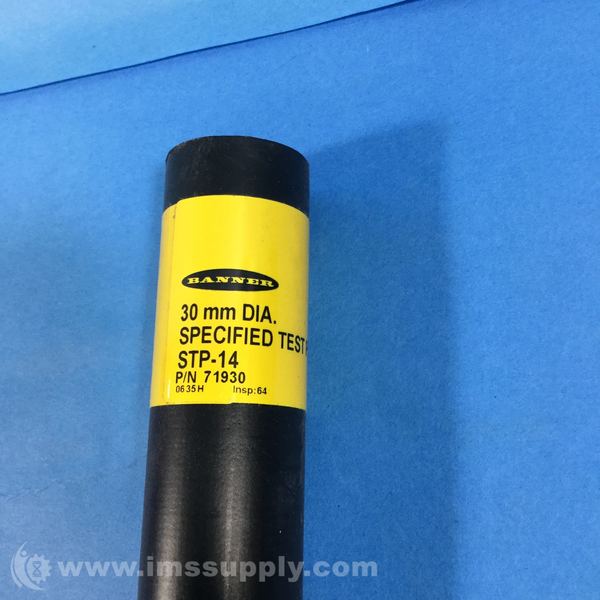 BANNER
30 mm DIA.
SPECIFIED TEST
STP-14
P/N 71930
0635H Insp:64
www.imssupply.com